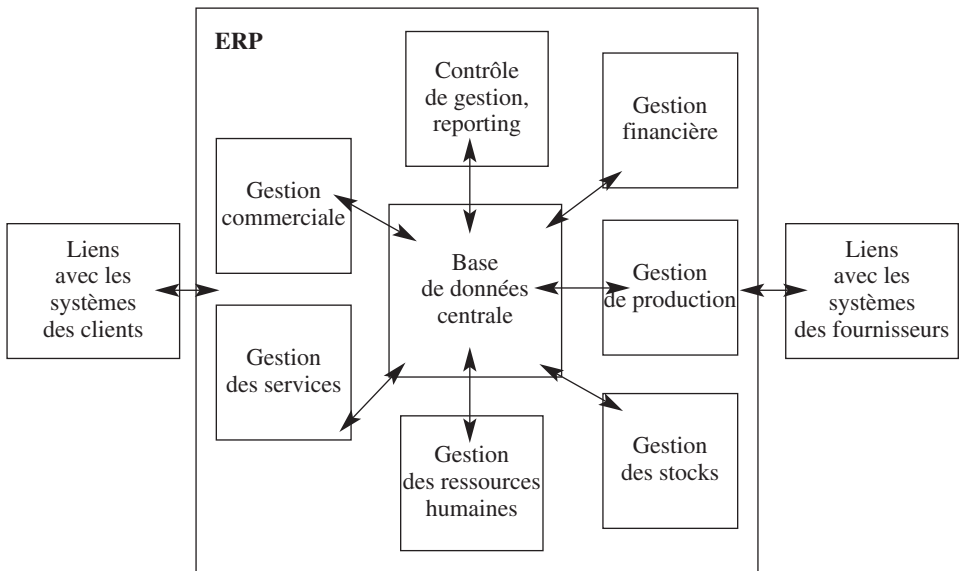 ERP
Contrôle
de gestion,
reporting
Gestion
financière
Gestion
commerciale
Liens
avec les
systèmes
des clients
Base
de données
centrale
Gestion
de production
Liens
avec les
systèmes
des fournisseurs
Gestion
des services
Gestion
des ressources
humaines
Gestion
des stocks